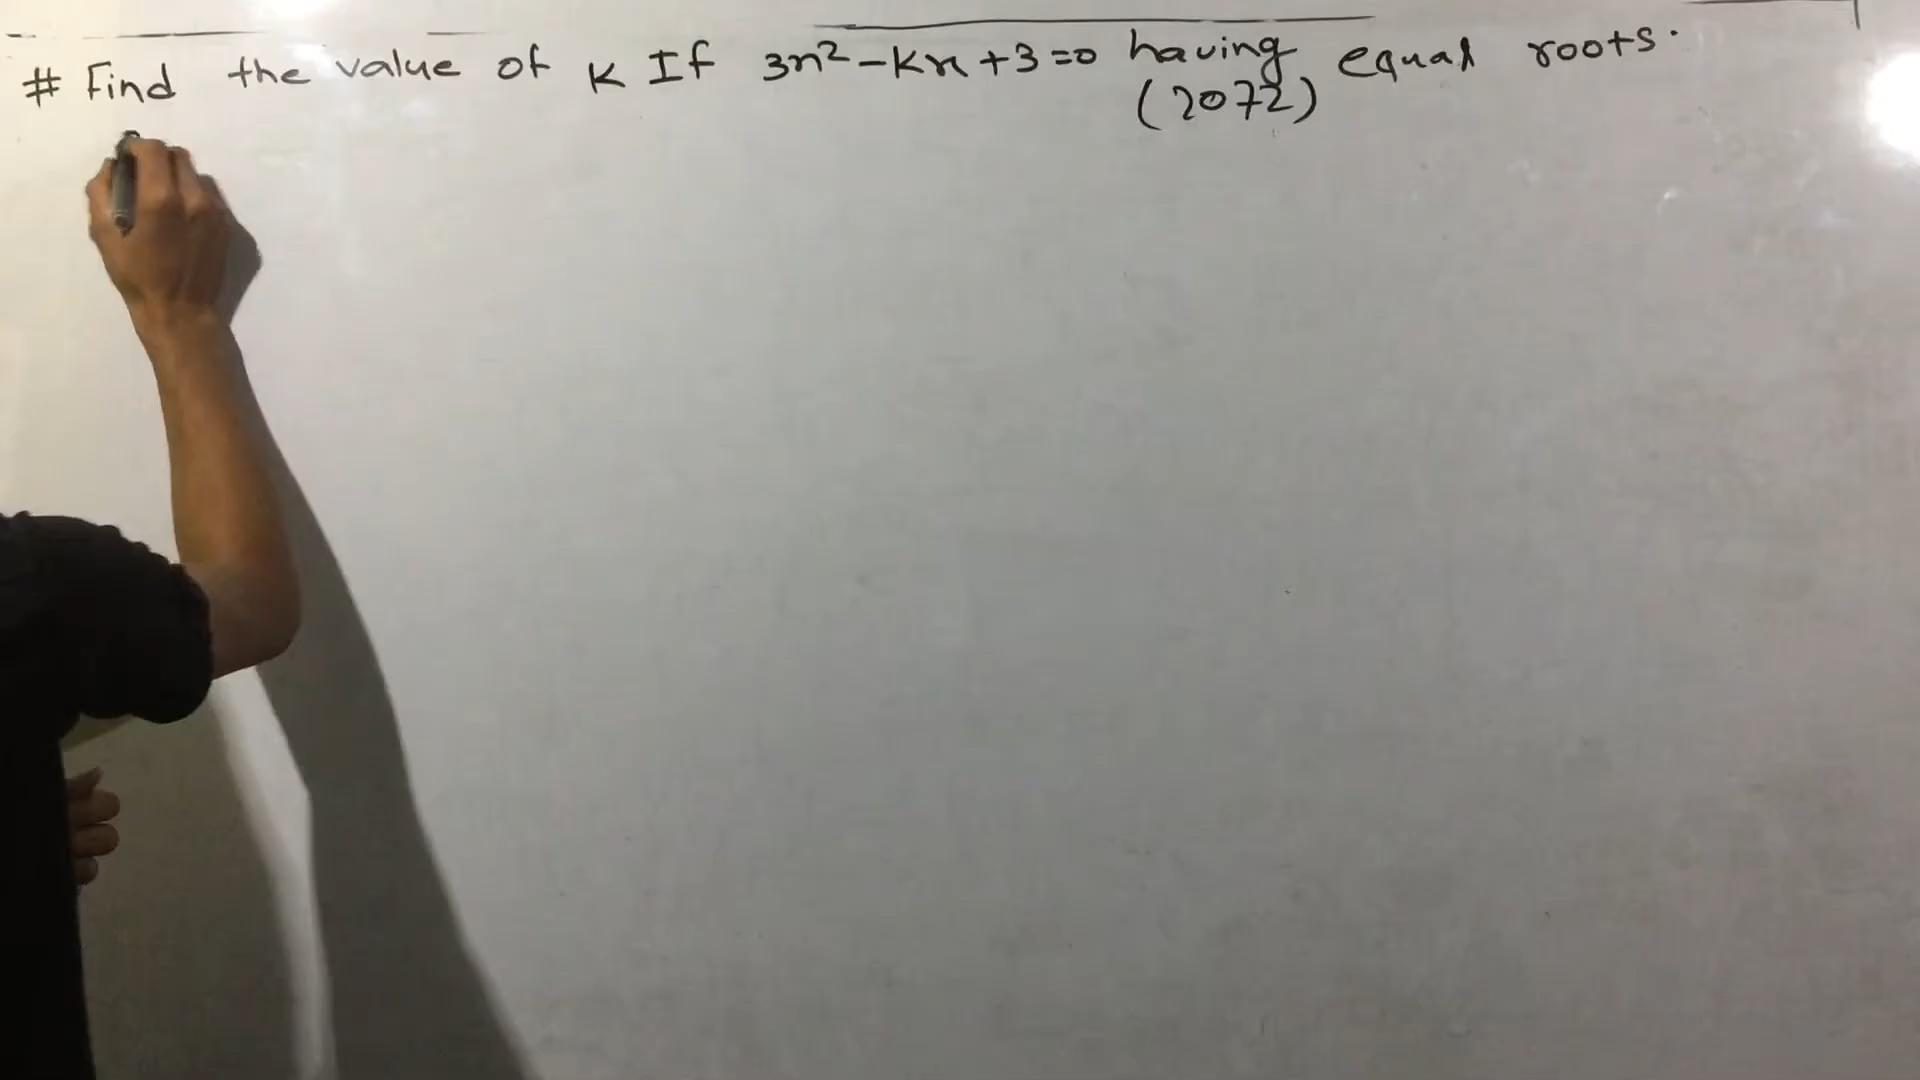 # Find the value of K If 3x²-Kx+3=0 having equal roots.
(2072)